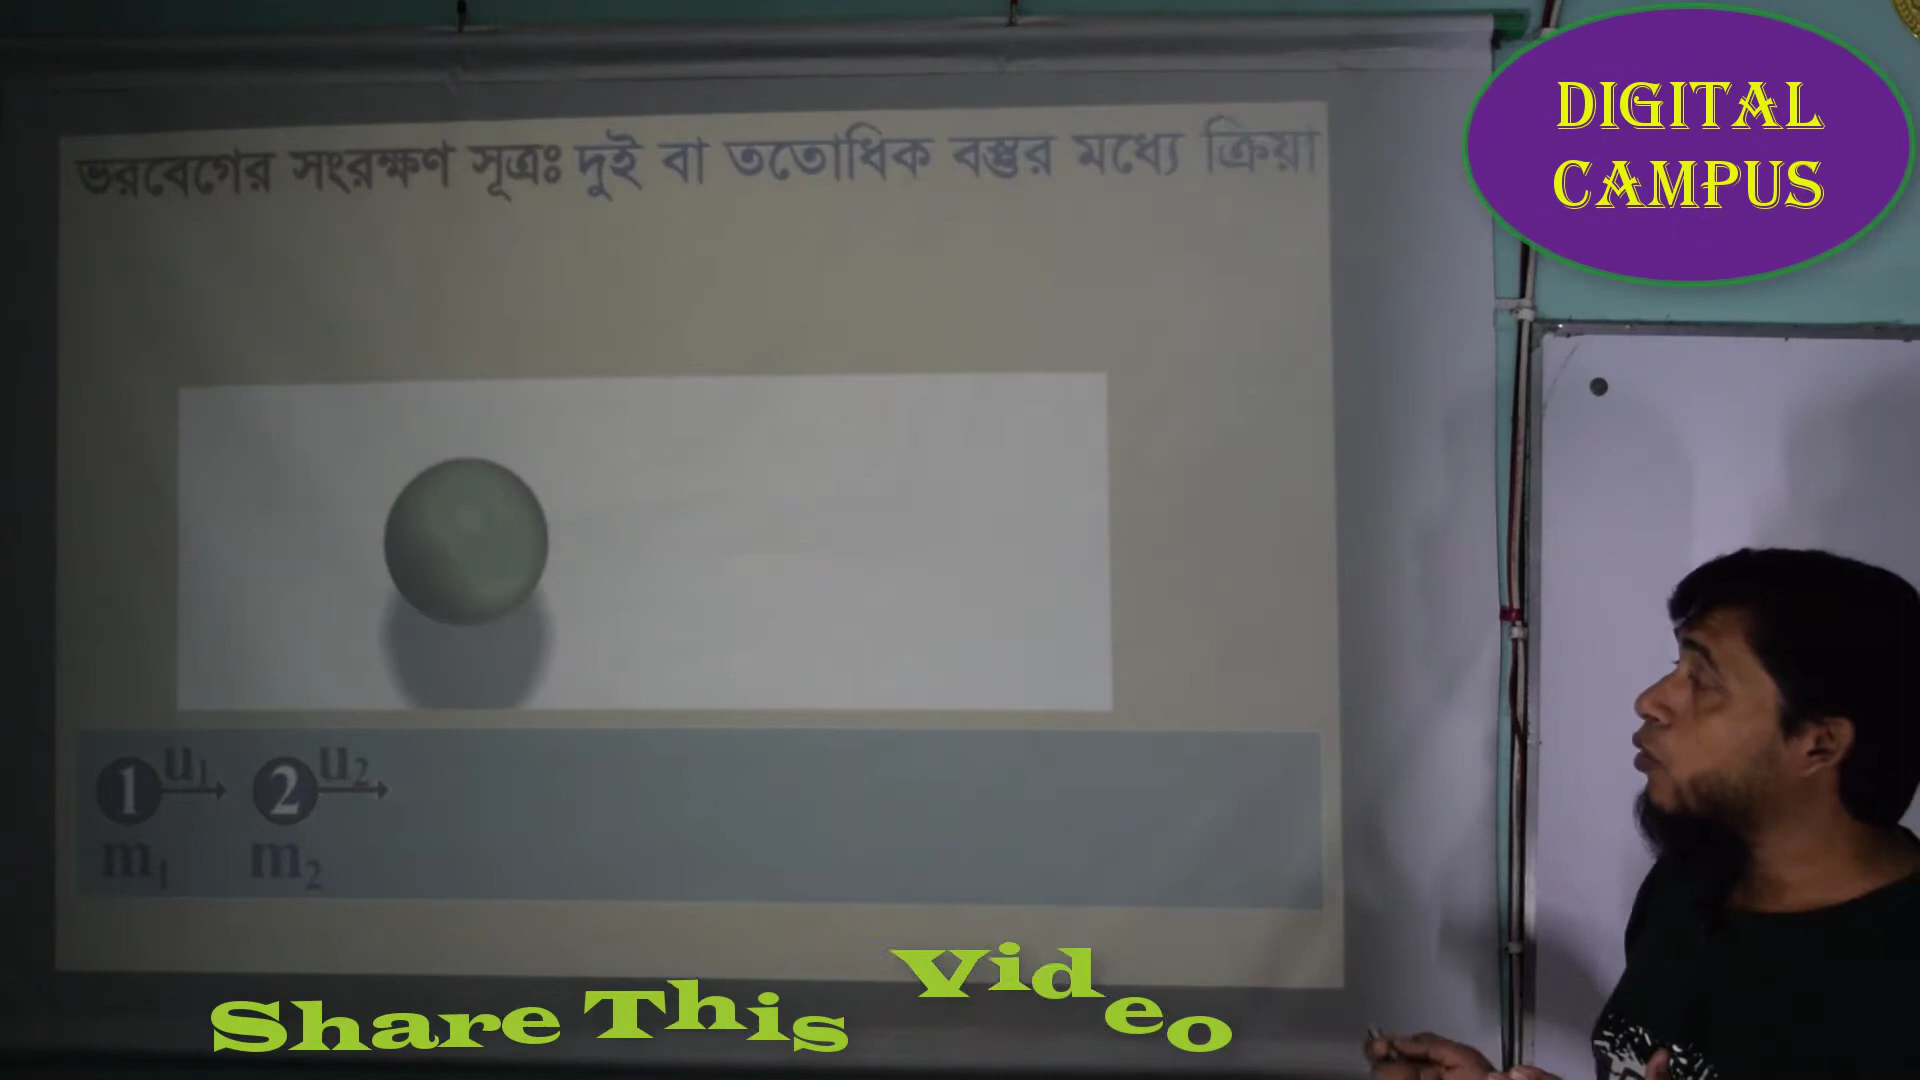 DIGITAL
CAMPUS
ভরবেগের সংরক্ষণ সূত্রঃ দুই বা ততোধিক বস্তুর মধ্যে ক্রিয়া
1 u₁ 2 u₂
m₁ m₂
Share This Video